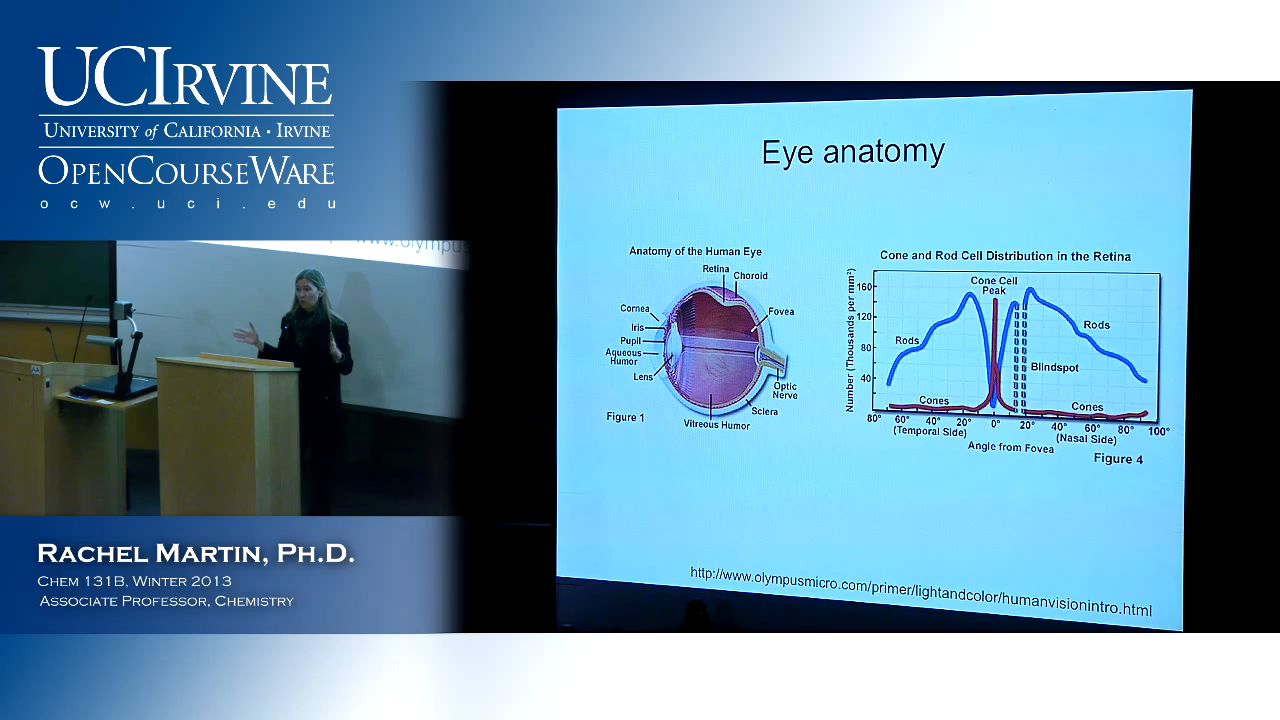 UCIRVINE
UNIVERSITY of CALIFORNIA · IRVINE
OPENCOURSEWARE
ocw.uci.edu
www.olympus
RACHEL MARTIN, PH.D.
CHEM 131B, WINTER 2013
ASSOCIATE PROFESSOR, CHEMISTRY
Eye anatomy
Anatomy of the Human Eye
Retina
Choroid
Cornea
Fovea
Iris
Pupil
Aqueous
Humor
Lens
Optic
Nerve
Sclera
Figure 1
Vitreous Humor
Cone and Rod Cell Distribution in the Retina
Number (Thousands per mm²)
160
120
80
40
Cone Cell
Peak
Rods
Rods
Blindspot
Cones
Cones
80° 60° 40° 20° 0° 20° 40° 60° 80° 100°
(Temporal Side)
(Nasal Side)
Angle from Fovea
Figure 4
http://www.olympusmicro.com/primer/lightandcolor/humanvisionintro.html